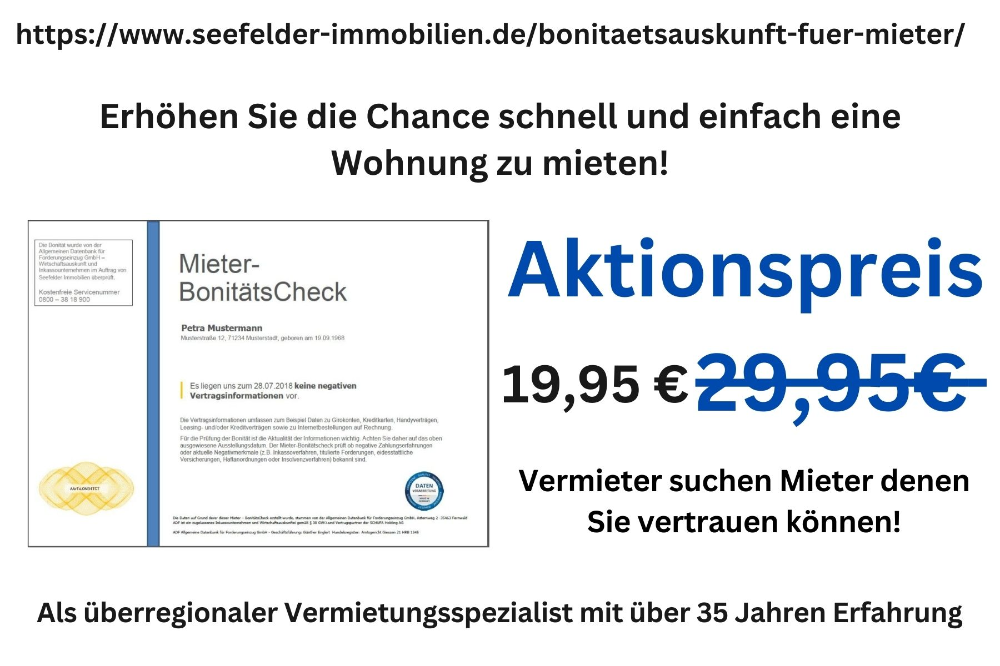 https://www.seefelder-immobilien.de/bonitaetsauskunft-fuer-mieter/
Erhöhen Sie die Chance schnell und einfach eine
Wohnung zu mieten!
Die Bonität wurde von der
Allgemeinen Datenbank für
Forderungseinzug GmbH –
Wirtschaftsauskunft und
Inkassounternehmen im Auftrag von
Seefelder Immobilien überprüft.
Kostenfreie Servicenummer
0800 – 38 18 900
Mieter-
BonitätsCheck
Petra Mustermann
Musterstraße 12, 71234 Musterstadt, geboren am 19.09.1968
Es liegen uns zum 28.07.2018 keine negativen
Vertragsinformationen vor.
Die Vertragsinformationen umfassen zum Beispiel Daten zu Girokonten, Kreditkarten, Handyverträgen,
Leasing- und/oder Kreditverträgen sowie zu Internetbestellungen auf Rechnung.
Für die Prüfung der Bonität ist die Aktualität der Informationen wichtig. Achten Sie daher auf das oben
ausgewiesene Ausstellungsdatum. Der Mieter-Bonitätscheck prüft ob negative Zahlungserfahrungen
oder aktuelle Negativmerkmale (z.B. Inkassoverfahren, titulierte Forderungen, eidesstattliche
Versicherungen, Haftanordnungen oder Insolvenzverfahren) bekannt sind.
DATEN
VERARBEITUNG
MADE IN
GERMANY
Die Daten auf Grund derer dieser Mieter – BonitätsCheck erstellt wurde, stammen von der Allgemeinen Datenbank für Forderungseinzug GmbH, Asternweg 2 -35463 Fernwald
ADF ist ein zugelassenes Inkassounternehmen und Wirtschaftsauskunftei gemäß § 38 GWO.und Vertragspartner der SCHUFA Holding AG
ADF Allgemeine Datenbank für Forderungseinzug GmbH - Geschäftsführung: Günther Englert Handelsregister: Amtsgericht Giessen 21 HRB 1345
Aktionspreis
19,95 € 29,95€
Vermieter suchen Mieter denen
Sie vertrauen können!
Als überregionaler Vermietungsspezialist mit über 35 Jahren Erfahrung